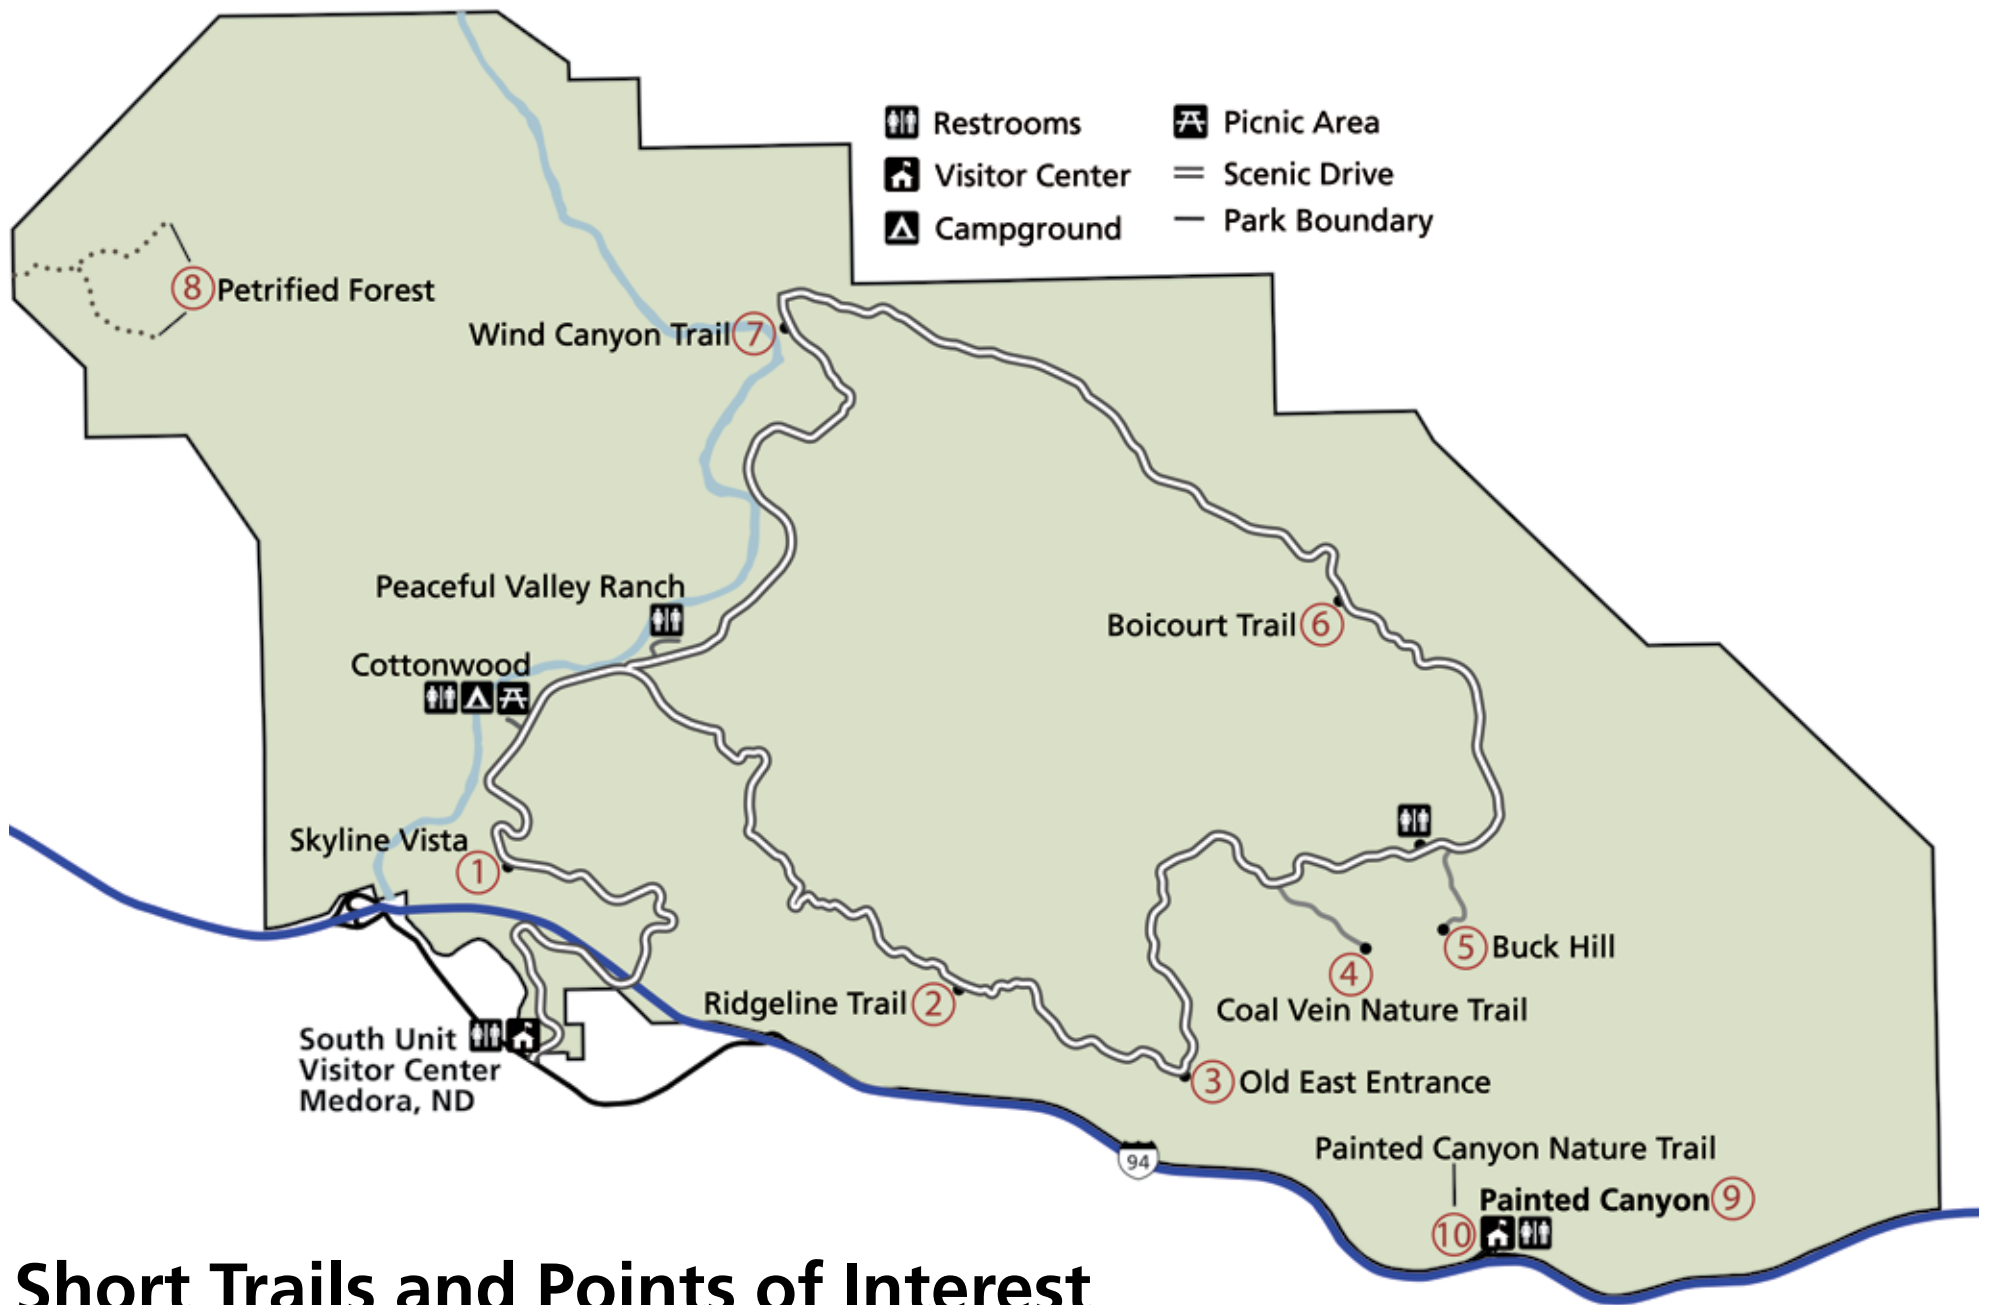 Restrooms
Picnic Area
Visitor Center
Scenic Drive
Campground
Park Boundary
8 Petrified Forest
Wind Canyon Trail 7
Peaceful Valley Ranch
Boicourt Trail 6
Cottonwood
Skyline Vista
1
5 Buck Hill
4
Ridgeline Trail 2
Coal Vein Nature Trail
South Unit
Visitor Center
Medora, ND
3 Old East Entrance
94
Painted Canyon Nature Trail
Painted Canyon 9
10
Short Trails and Points of Interest